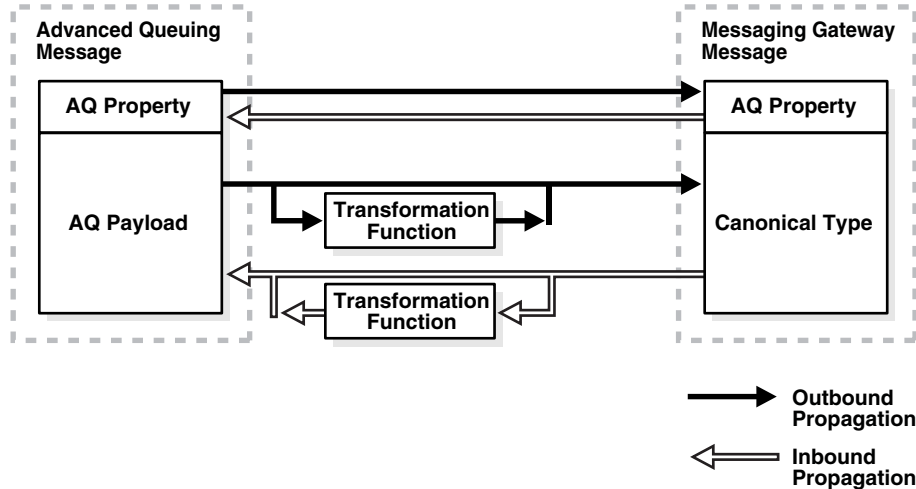 Advanced Queuing
Message
Messaging Gateway
Message
AQ Property
AQ Property
AQ Payload
Transformation
Function
Canonical Type
Transformation
Function
Outbound
Propagation
Inbound
Propagation